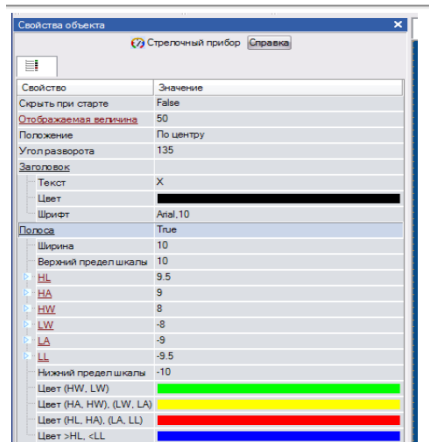 Свойства объекта
Стрелочный прибор Справка
Свойство Значение
Скрыть при старте False
Отображаемая величина 50
Положение По центру
Угол разворота 135
Заголовок
Текст X
Цвет
Шрифт Arial,10
Полоса True
Ширина 10
Верхний предел шкалы 10
HL 9.5
HA 9
HW 8
LW -8
LA -9
LL -9.5
Нижний предел шкалы -10
Цвет (HW, LW)
Цвет (HA, HW), (LW, LA)
Цвет (HL, HA), (LA, LL)
Цвет >HL, <LL